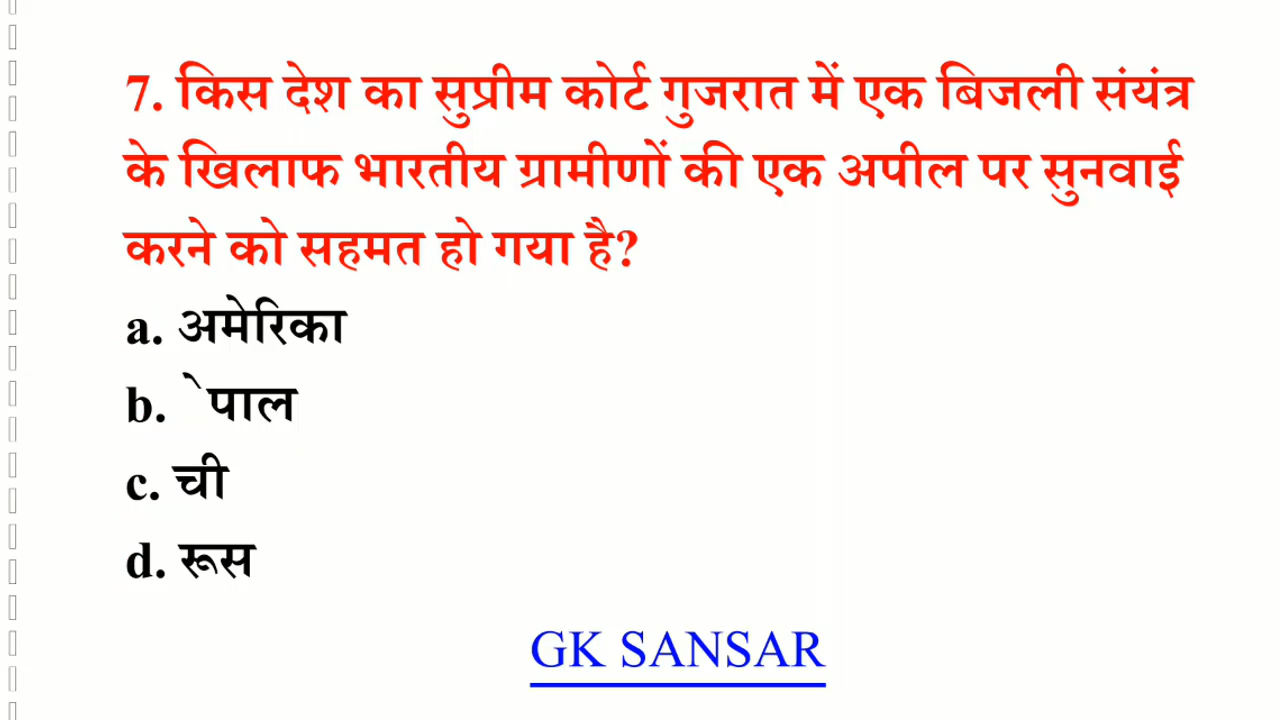 7. किस देश का सुप्रीम कोर्ट गुजरात में एक बिजली संयंत्र
के खिलाफ भारतीय ग्रामीणों की एक अपील पर सुनवाई
करने को सहमत हो गया है?
a. अमेरिका
b. ेपाल
c. ची
d. रूस
GK SANSAR